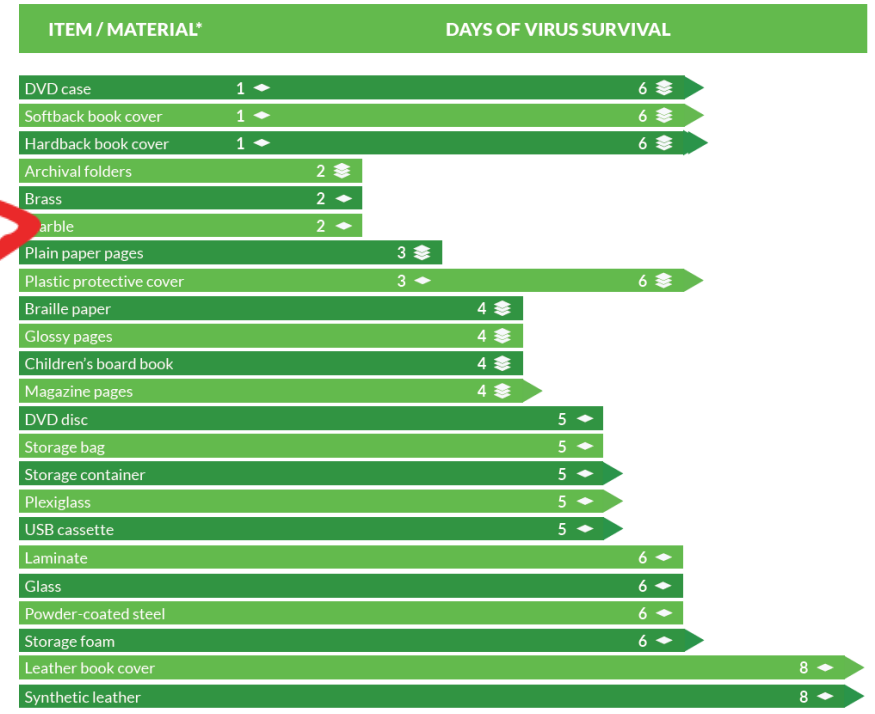 ITEM / MATERIAL* DAYS OF VIRUS SURVIVAL
DVD case 1 6
Softback book cover 1 6
Hardback book cover 1 6
Archival folders 2
Brass 2
arble 2
Plain paper pages 3
Plastic protective cover 3 6
Braille paper 4
Glossy pages 4
Children's board book 4
Magazine pages 4
DVD disc 5
Storage bag 5
Storage container 5
Plexiglass 5
USB cassette 5
Laminate 6
Glass 6
Powder-coated steel 6
Storage foam 6
Leather book cover 8
Synthetic leather 8